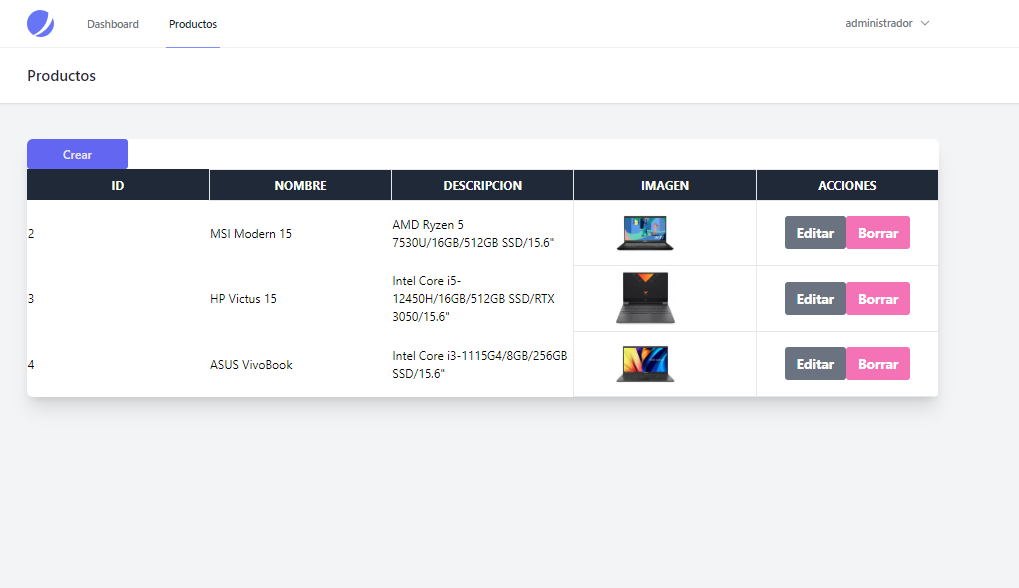 Dashboard Productos administrador
Productos
Crear
ID NOMBRE DESCRIPCION IMAGEN ACCIONES
2 MSI Modern 15 AMD Ryzen 5
7530U/16GB/512GB SSD/15.6" Editar Borrar
3 HP Victus 15 Intel Core i5-
12450H/16GB/512GB SSD/RTX
3050/15.6" Editar Borrar
4 ASUS VivoBook Intel Core i3-1115G4/8GB/256GB
SSD/15.6" Editar Borrar